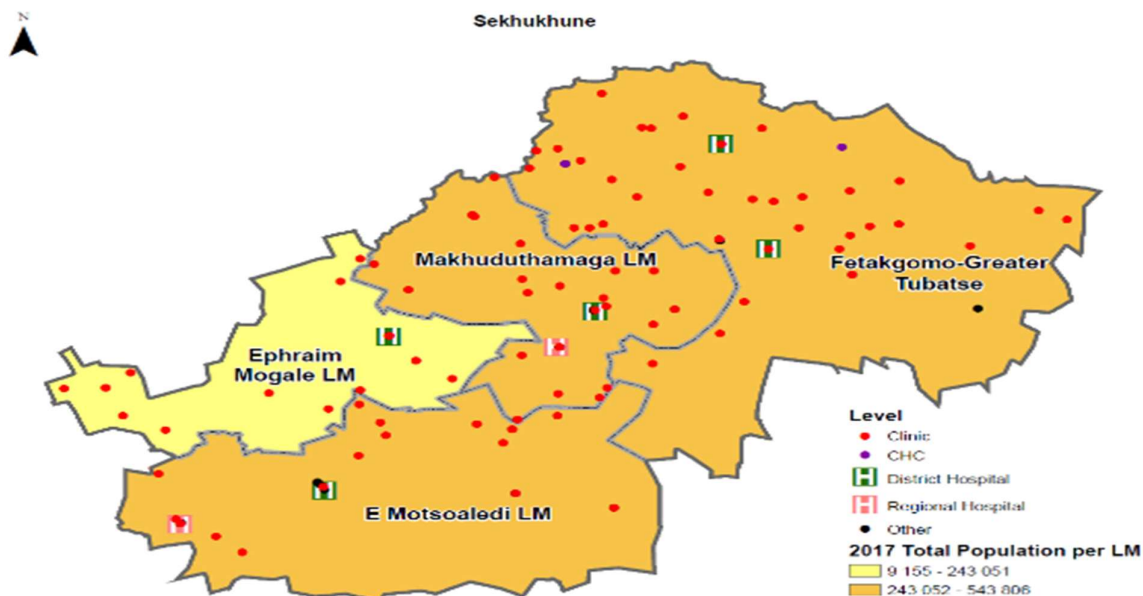 N
Sekhukhune
Makhuduthamaga LM
Fetakgomo-Greater
Tubatse
Ephraim
Mogale LM
E Motsoaledi LM
Level
Clinic
CHC
District Hospital
Regional Hospital
Other
2017 Total Population per LM
9 155 - 243 051
243 052 - 543 806